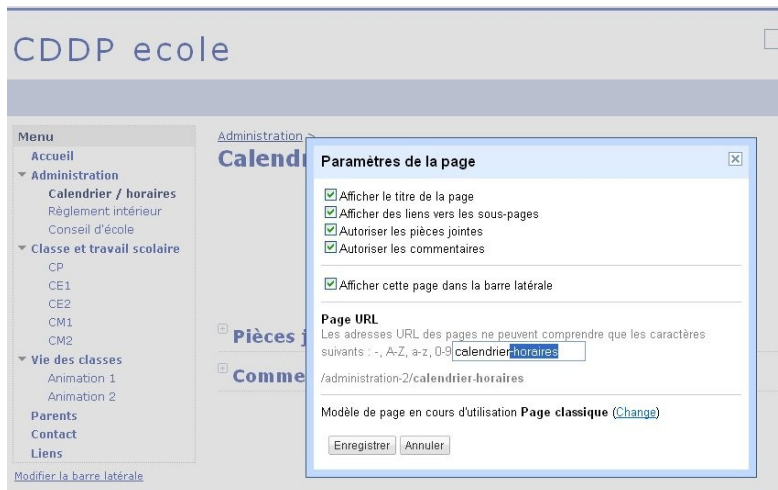 CDDP ecole
Menu
Accueil
Administration
Calendrier / horaires
Règlement intérieur
Conseil d'école
Classe et travail scolaire
CP
CE1
CE2
CM1
CM2
Vie des classes
Animation 1
Animation 2
Parents
Contact
Liens
Modifier la barre latérale
Administration >
Calend
Pièces j
Comme
Paramètres de la page
Afficher le titre de la page
Afficher des liens vers les sous-pages
Autoriser les pièces jointes
Autoriser les commentaires
Afficher cette page dans la barre latérale
Page URL
Les adresses URL des pages ne peuvent comprendre que les caractères
suivants : -, A-Z, a-z, 0-9 calendrier-horaires
/administration-2/calendrier-horaires
Modèle de page en cours d'utilisation Page classique (Change)
Enregistrer Annuler